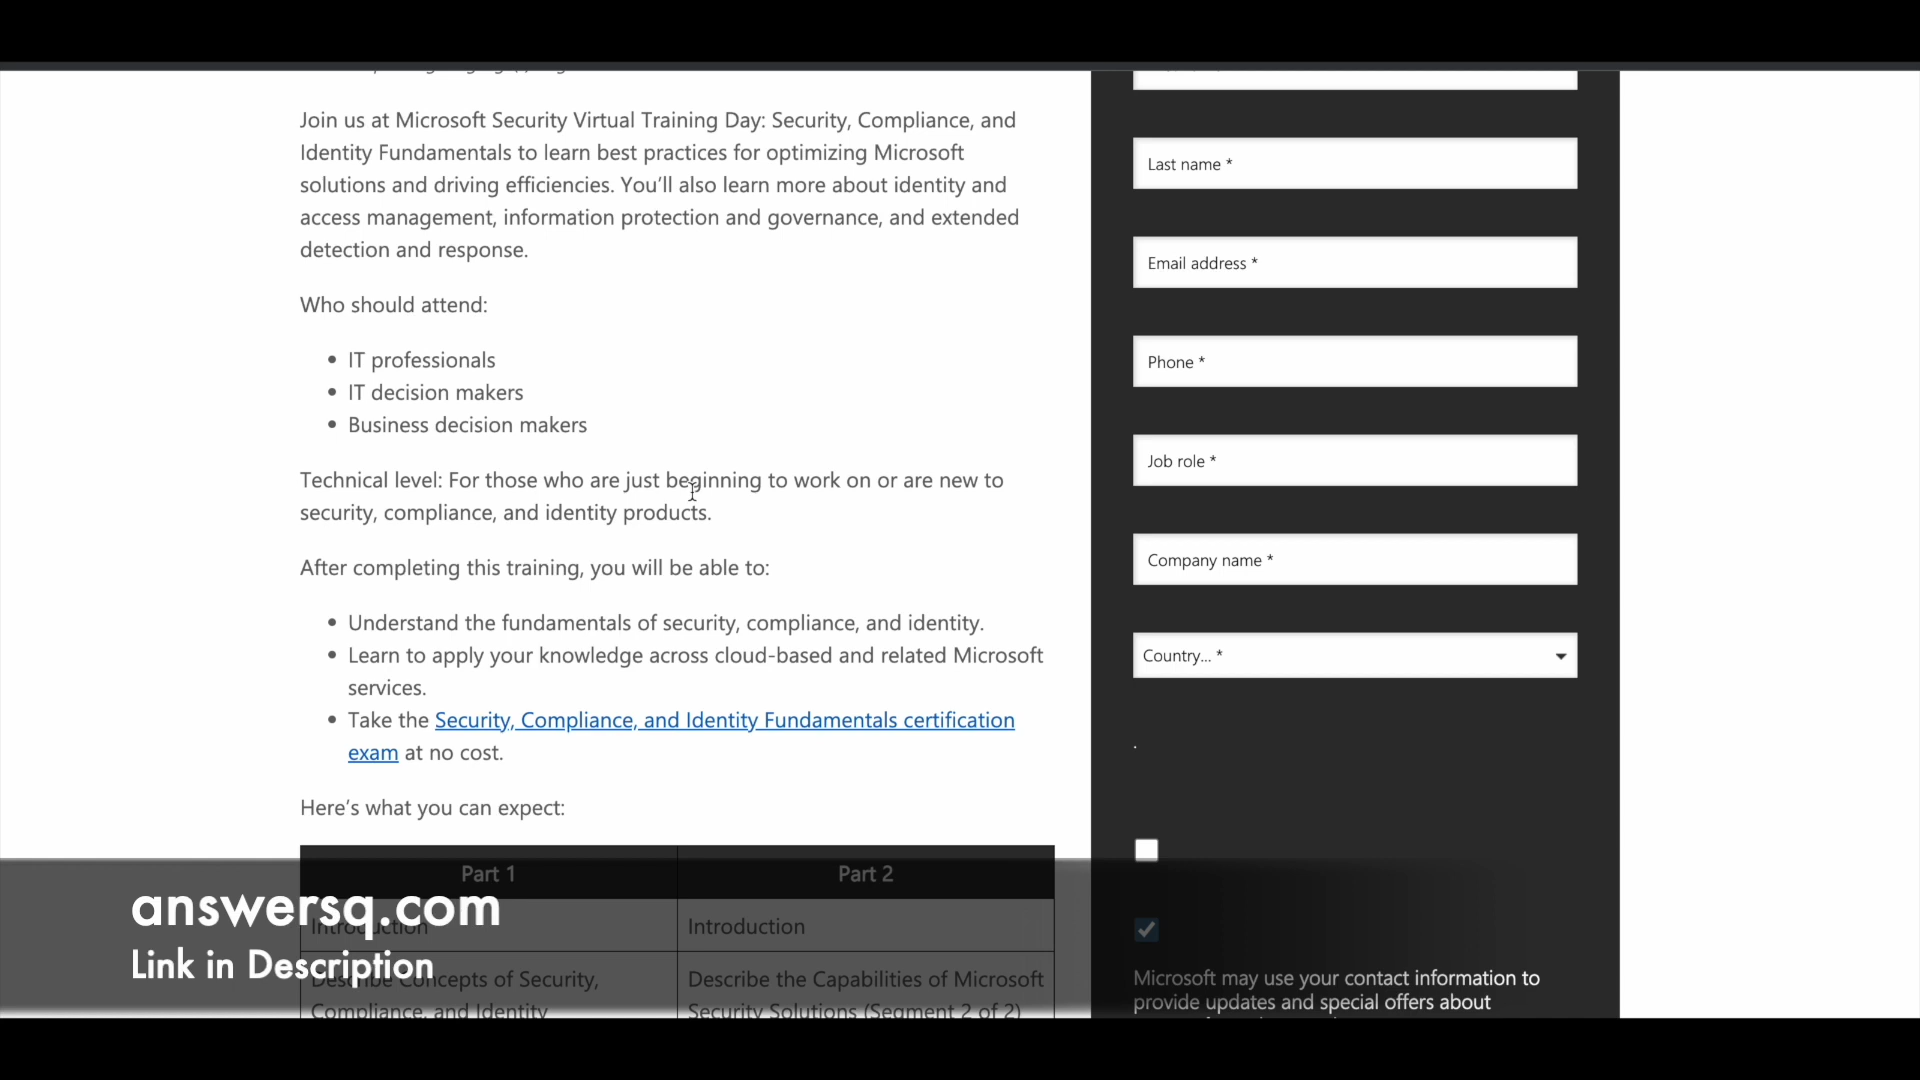 Join us at Microsoft Security Virtual Training Day: Security, Compliance, and
Identity Fundamentals to learn best practices for optimizing Microsoft
solutions and driving efficiencies. You’ll also learn more about identity and
access management, information protection and governance, and extended
detection and response.
Who should attend:
• IT professionals
• IT decision makers
• Business decision makers
Technical level: For those who are just beginning to work on or are new to
security, compliance, and identity products.
After completing this training, you will be able to:
• Understand the fundamentals of security, compliance, and identity.
• Learn to apply your knowledge across cloud-based and related Microsoft
services.
• Take the Security, Compliance, and Identity Fundamentals certification
exam at no cost.
Here’s what you can expect:
Part 1
Part 2
Introduction
Introduction
Describe Concepts of Security,
Compliance, and Identity
Describe the Capabilities of Microsoft
Security Solutions (Segment 2 of 2)
answersq.com
Link in Description
Last name *
Email address *
Phone *
Job role *
Company name *
Country... *
.
Microsoft may use your contact information to
provide updates and special offers about